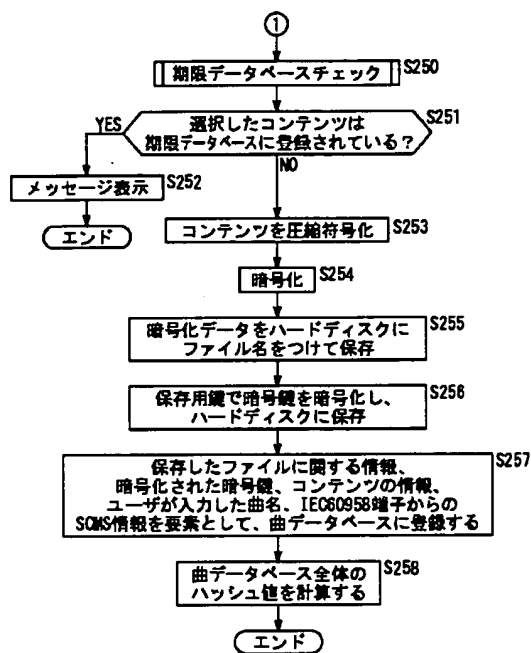 1
期限データベースチェック S250
選択したコンテンツは S251
期限データベースに登録されている？
YES
NO
メッセージ表示 S252
エンド
コンテンツを圧縮符号化 S253
暗号化 S254
暗号化データをハードディスクに S255
ファイル名をつけて保存
保存用鍵で暗号鍵を暗号化し、 S256
ハードディスクに保存
S257
保存したファイルに関する情報、
暗号化された暗号鍵、コンテンツの情報、
ユーザが入力した曲名、IEC60958端子からの
SCMS情報を要素として、曲データベースに登録する
曲データベース全体の S258
ハッシュ値を計算する
エンド